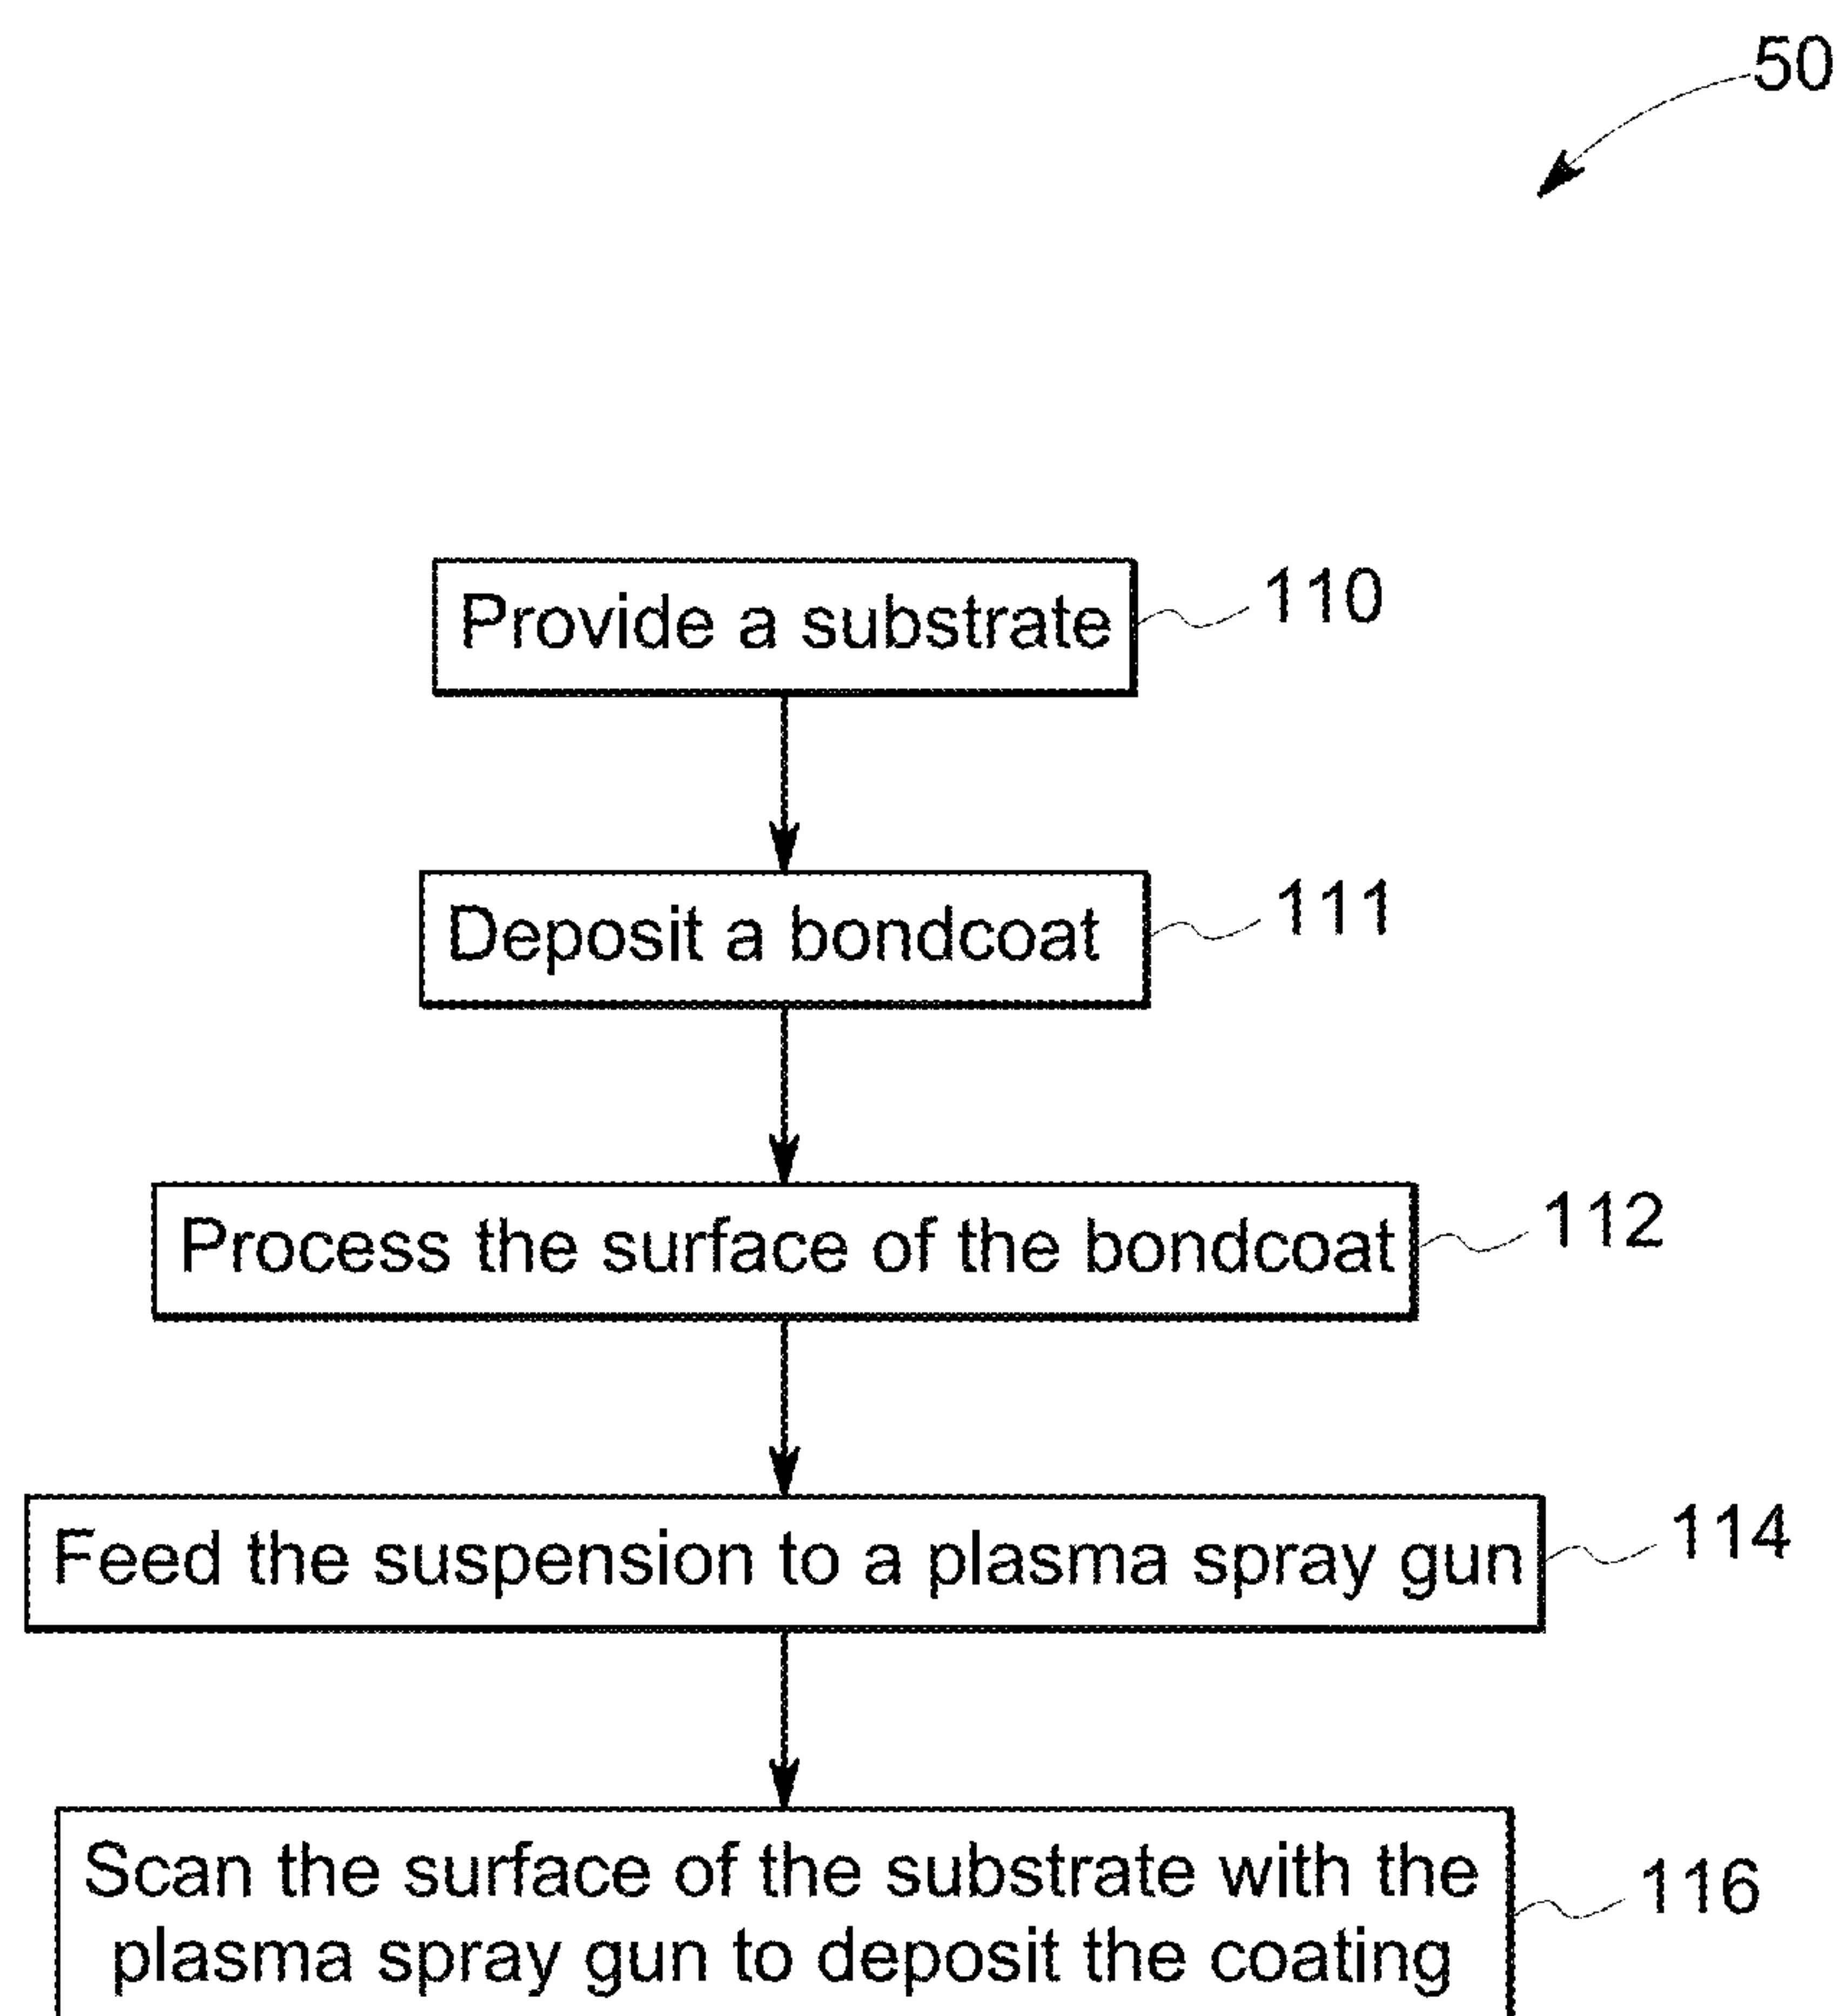 50
Provide a substrate 110
Deposit a bondcoat 111
Process the surface of the bondcoat 112
Feed the suspension to a plasma spray gun 114
Scan the surface of the substrate with the
plasma spray gun to deposit the coating
116